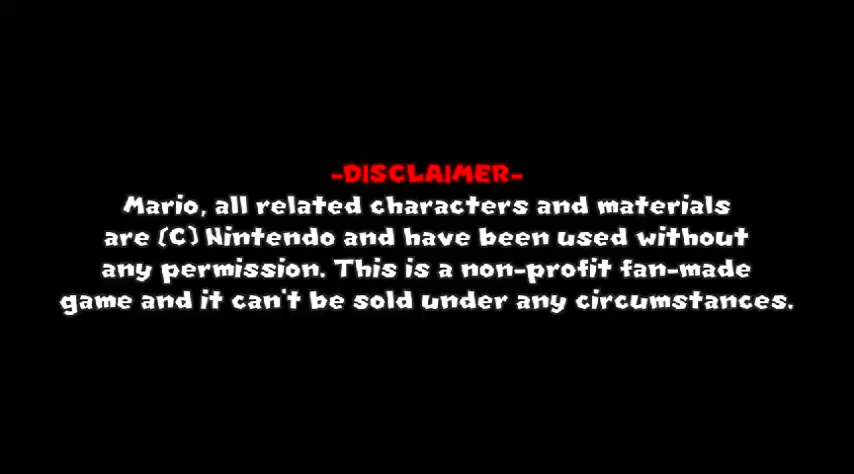 -DISCLAIMER-
Mario, all related characters and materials
are (C) Nintendo and have been used without
any permission. This is a non-profit fan-made
game and it can't be sold under any circumstances.